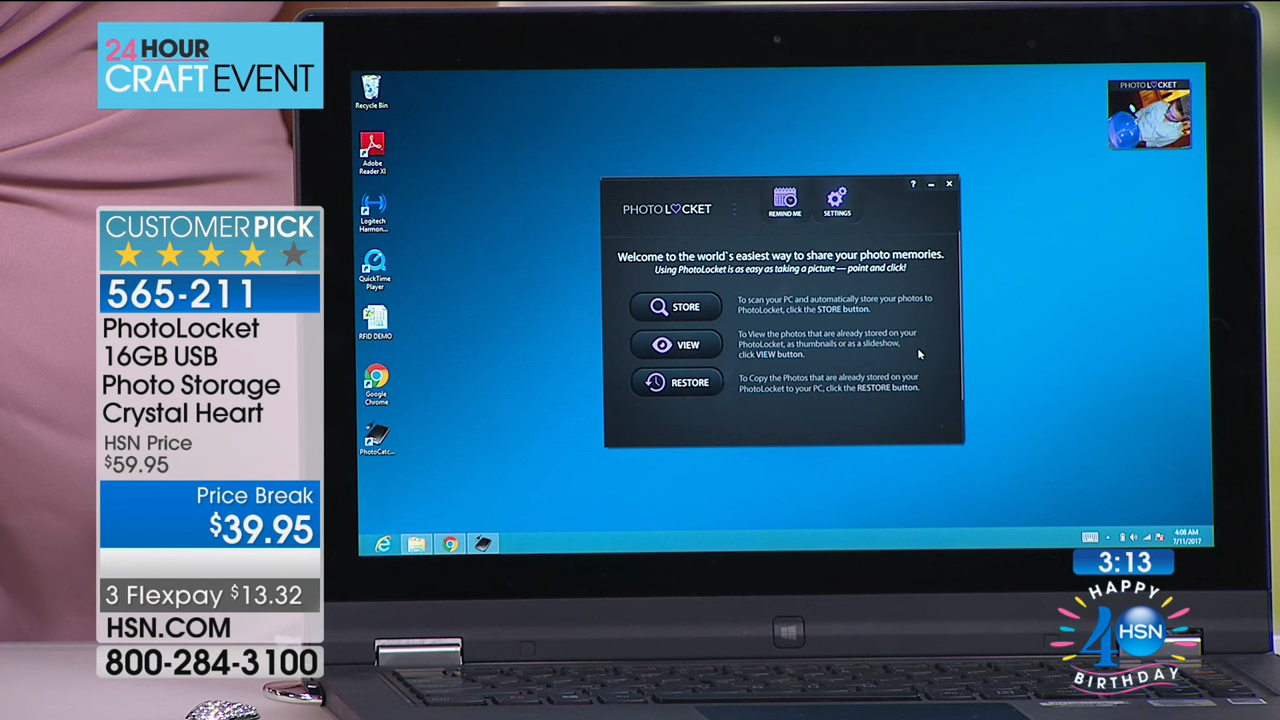 24 HOUR
CRAFT EVENT
CUSTOMER PICK
565-211
PhotoLocket
16GB USB
Photo Storage
Crystal Heart
HSN Price
$59.95
Price Break
$39.95
3 Flexpay $13.32
HSN.COM
800-284-3100
Recycle Bin
Adobe
Reader XI
Logitech
Harmon...
QuickTime
Player
RFID DEMO
Google
Chrome
PhotoCatc...
PHOTO LOCKET
PHOTO LOCKET
REMIND ME
SETTINGS
?
Welcome to the world`s easiest way to share your photo memories.
Using PhotoLocket is as easy as taking a picture — point and click!
STORE
To scan your PC and automatically store your photos to
PhotoLocket, click the STORE button.
VIEW
To View the photos that are already stored on your
PhotoLocket, as thumbnails or as a slideshow,
click VIEW button.
RESTORE
To Copy the Photos that are already stored on your
PhotoLocket to your PC, click the RESTORE button.
4:08 AM
7/11/2017
3:13
HAPPY
40
HSN
BIRTHDAY